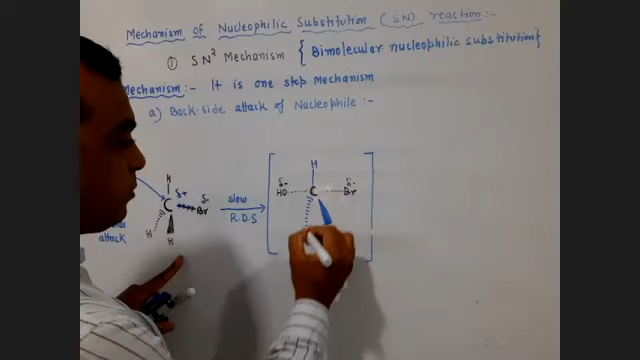 Mechanism of Nucleophilic Substitution (SN) reaction :-
① SN² Mechanism { Bimolecular nucleophilic substitution}
Mechanism :- It is one step mechanism
a) Back-side attack of Nucleophile :-
H H
C δ+ δ- Br slow δ- HO C δ- Br
H H R.D.S
attack